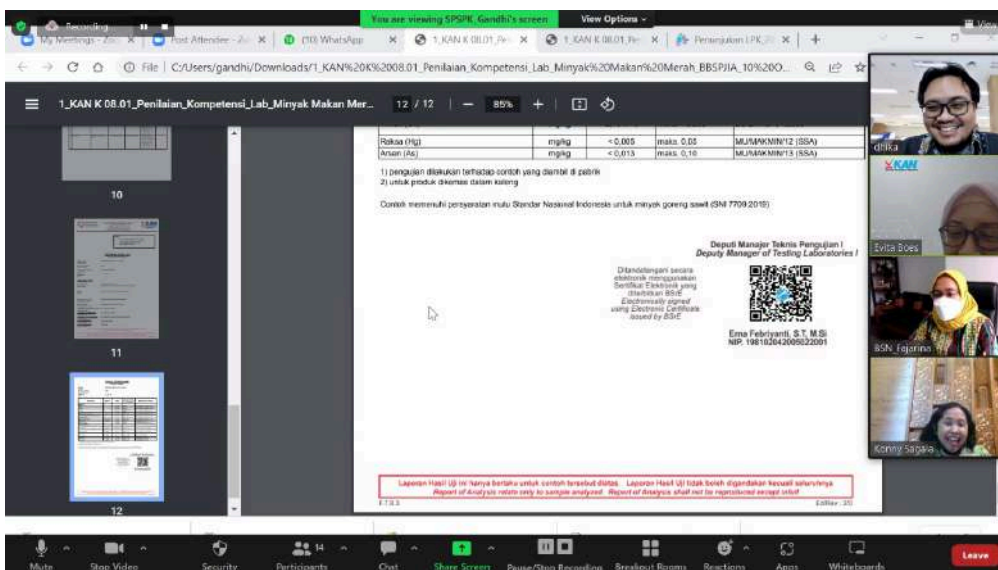 Recording
You are viewing SPSPK_Gandhi's screen View Options
View
My Meetings - Zoo
Post Attendee - Zo
(10) WhatsApp
1_KAN K 08.01_Pen
1_KAN K 08.01_Pen
Penunjukan LPK_
File C:/Users/gandhi/Downloads/1_KAN%20K%2008.01_Penilaian_Kompetensi_Lab_Minyak%20Makan%20Merah_BBSPJIA_10%20O...
1_KAN K 08.01_Penilaian_Kompetensi_Lab_Minyak Makan Mer... 12 / 12 85%
Raksa (Hg) mg/kg < 0,005 maks. 0,05 MU/MAKMIN/12 (SSA)
Arsen (As) mg/kg < 0,013 maks. 0,10 MU/MAKMIN/13 (SSA)
1) pengujian dilakukan terhadap contoh yang diambil di pabrik
2) untuk produk dikemas dalam kaleng
Contoh memenuhi persyaratan mutu Standar Nasional Indonesia untuk minyak goreng sawit (SNI 7709:2019)
Deputi Manajer Teknis Pengujian I
Deputy Manager of Testing Laboratories I
Ditandatangani secara
elektronik menggunakan
Sertifikat Elektronik yang
diterbitkan BSrE
Electronically signed
using Electronic Certificate
issued by BSrE
Erna Febriyanti, S.T, M.Si
NIP. 198102042005022001
Laporan Hasil Uji ini hanya berlaku untuk contoh tersebut diatas. Laporan Hasil Uji tidak boleh digandakan kecuali seluruhnya
Report of Analysis relate only to sample analyzed. Report of Analysis shall not be reproduced except in full
10
11
12
dhika
KAN
Evita Boes
BSN_Fajarina
Konny Sagala
Mute
Stop Video
Security
14
Participants
Chat
Share Screen
Pause/Stop Recording
Breakout Rooms
Reactions
Apps
Whiteboards
Leave